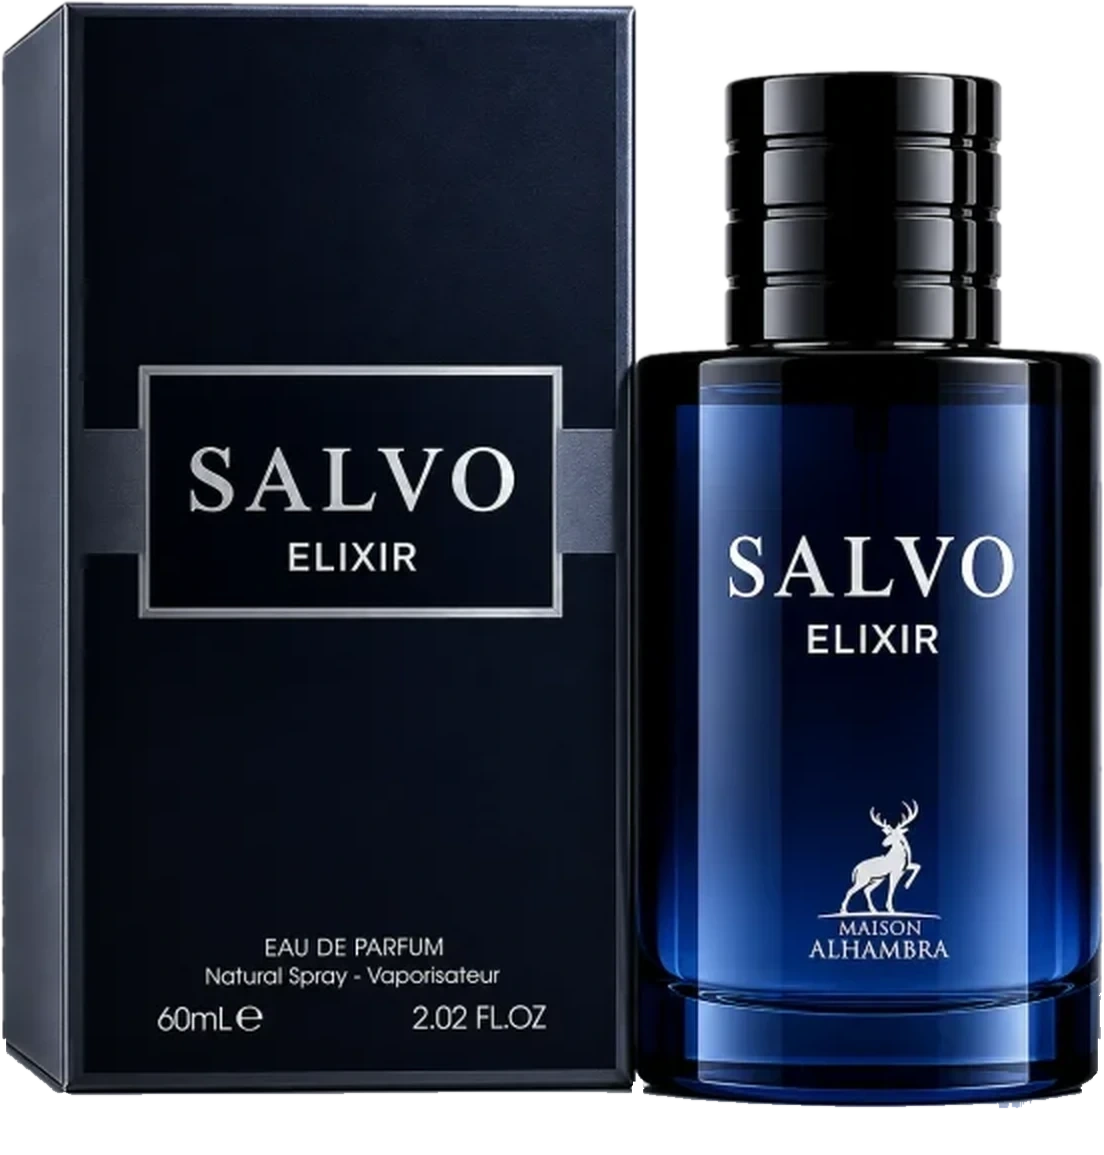 SALVO
ELIXIR
EAU DE PARFUM
Natural Spray - Vaporisateur
60mL ℮ 2.02 FL.OZ
SALVO
ELIXIR
MAISON
ALHAMBRA